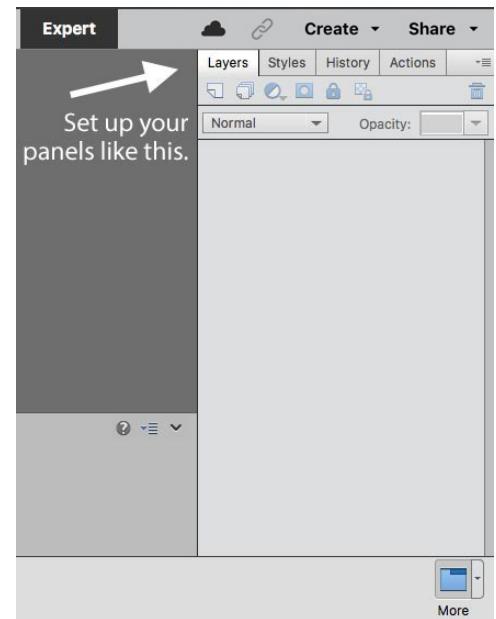 Expert Create Share
Layers Styles History Actions
Normal Opacity:
Set up your
panels like this.
More